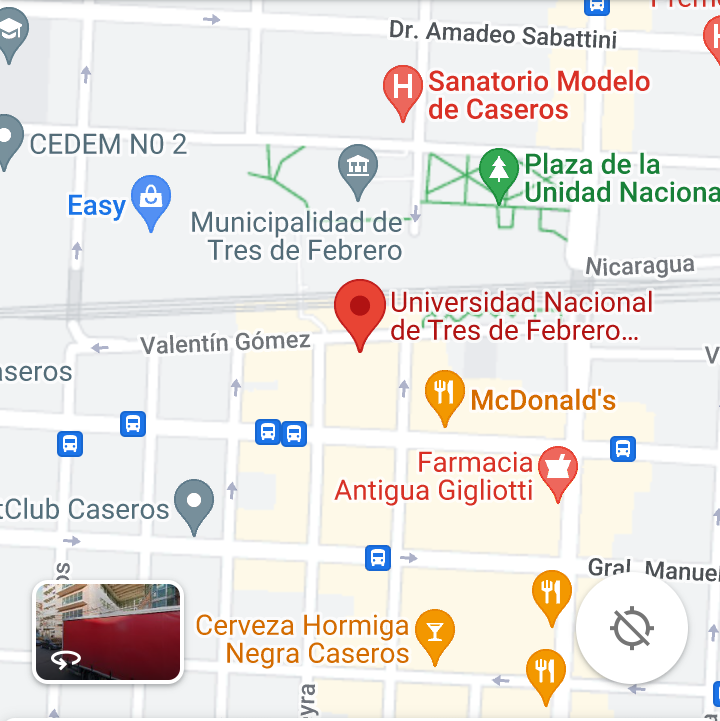 Dr. Amadeo Sabattini
Sanatorio Modelo
de Caseros
CEDEM N0 2
Plaza de la
Unidad Naciona
Easy
Municipalidad de
Tres de Febrero
Nicaragua
Universidad Nacional
de Tres de Febrero...
Valentín Gómez
V
aseros
McDonald's
Farmacia
Antigua Gigliotti
tClub Caseros
Gral. Manuel
os
Cerveza Hormiga
Negra Caseros
eyra